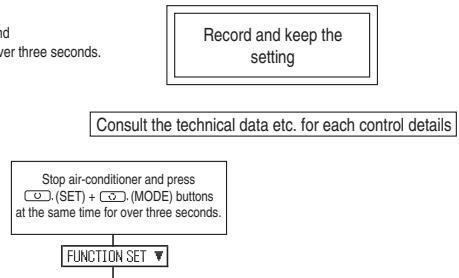 nd
ver three seconds.
Record and keep the
setting
Consult the technical data etc. for each control details
Stop air-conditioner and press
(SET) + (MODE) buttons
at the same time for over three seconds.
FUNCTION SET ▼